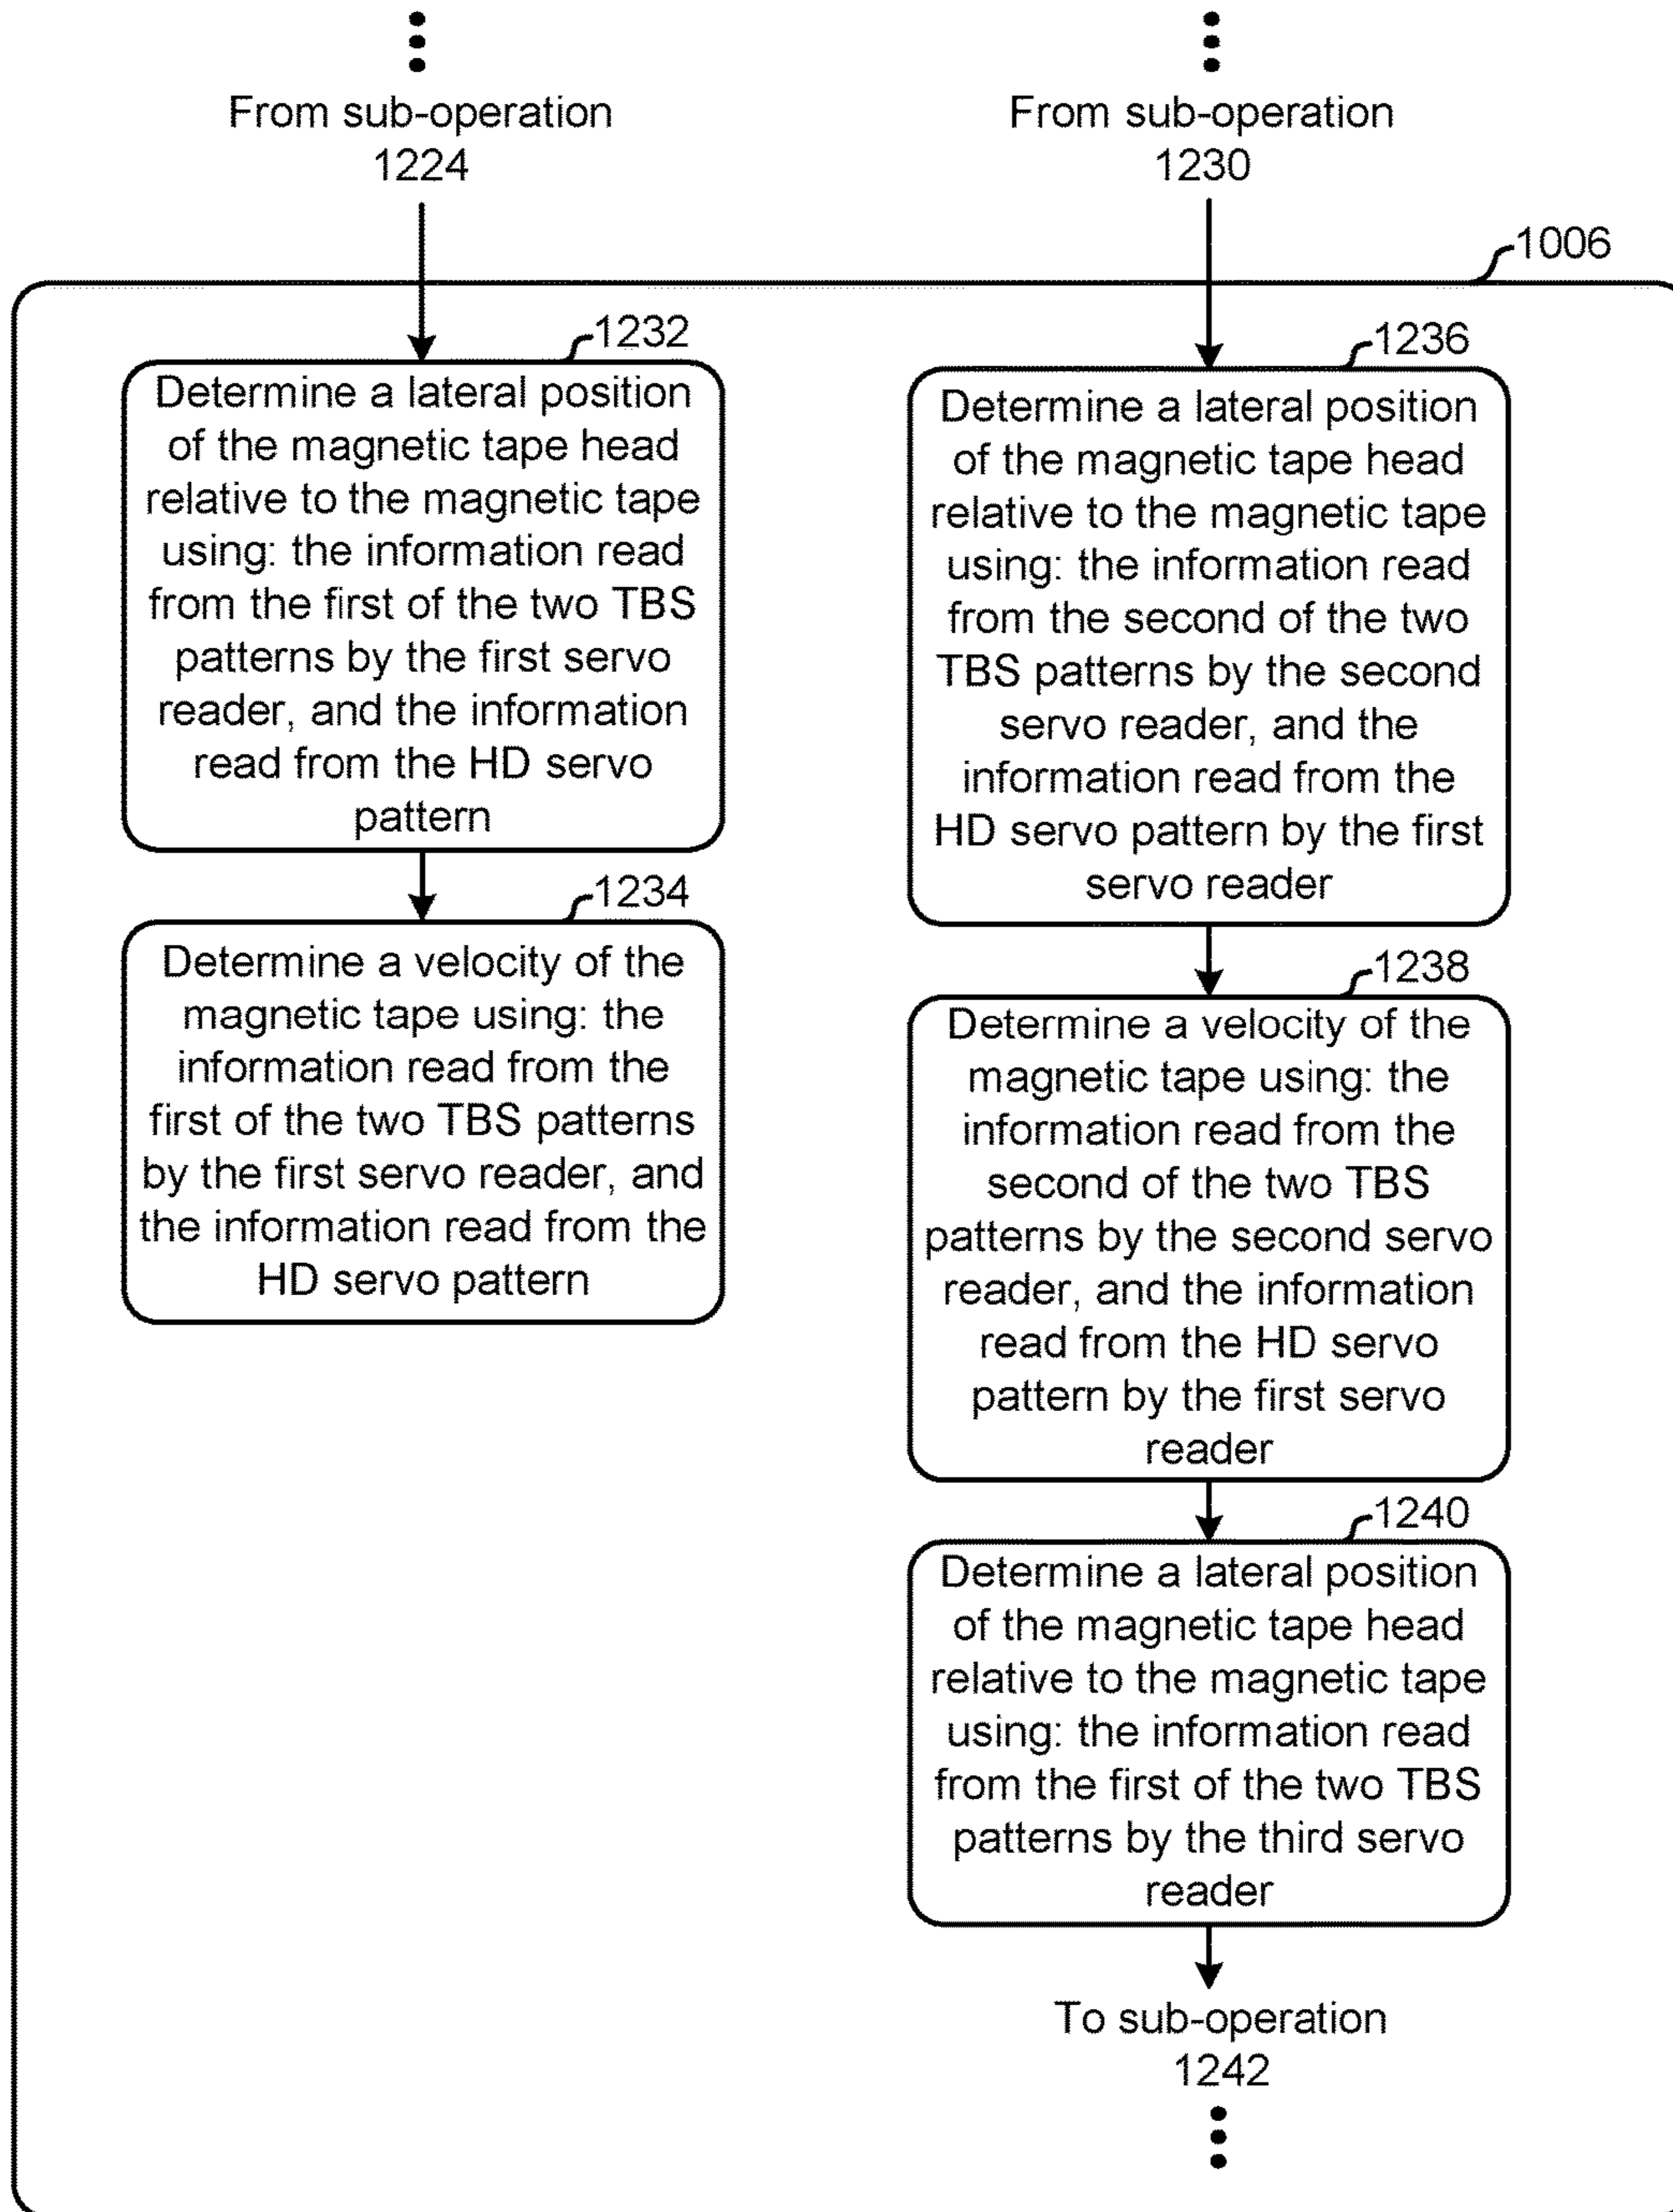 From sub-operation
1224
From sub-operation
1230
1006
1232
Determine a lateral position
of the magnetic tape head
relative to the magnetic tape
using: the information read
from the first of the two TBS
patterns by the first servo
reader, and the information
read from the HD servo
pattern
1234
Determine a velocity of the
magnetic tape using: the
information read from the
first of the two TBS patterns
by the first servo reader, and
the information read from the
HD servo pattern
1236
Determine a lateral position
of the magnetic tape head
relative to the magnetic tape
using: the information read
from the second of the two
TBS patterns by the second
servo reader, and the
information read from the
HD servo pattern by the first
servo reader
1238
Determine a velocity of the
magnetic tape using: the
information read from the
second of the two TBS
patterns by the second servo
reader, and the information
read from the HD servo
pattern by the first servo
reader
1240
Determine a lateral position
of the magnetic tape head
relative to the magnetic tape
using: the information read
from the first of the two TBS
patterns by the third servo
reader
To sub-operation
1242